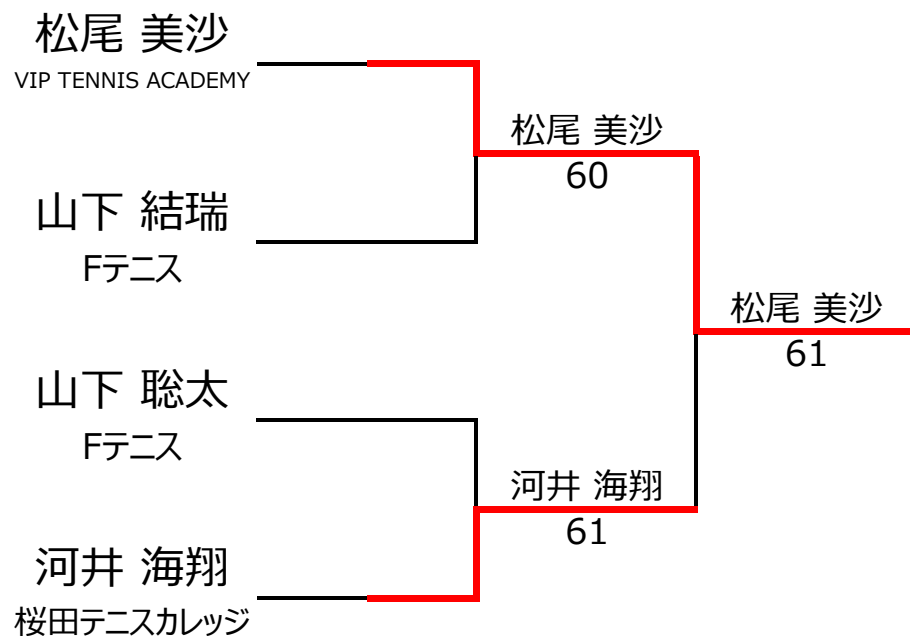 松尾 美沙
VIP TENNIS ACADEMY
松尾 美沙
60
山下 結瑞
Fテニス
松尾 美沙
61
山下 聡太
Fテニス
河井 海翔
61
河井 海翔
桜田テニスカレッジ